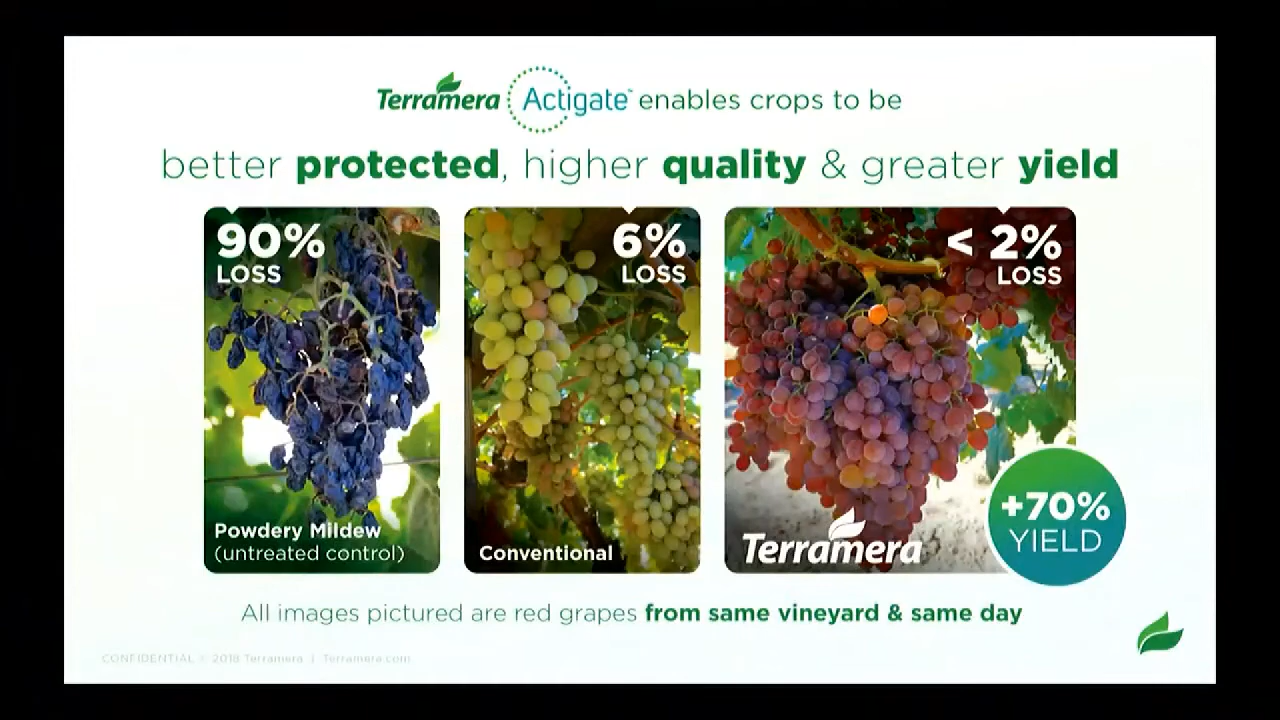 Terramera Actigate™ enables crops to be
better protected, higher quality & greater yield
90%
LOSS
6%
LOSS
< 2%
LOSS
Powdery Mildew
(untreated control)
Conventional
Terramera
+70%
YIELD
All images pictured are red grapes from same vineyard & same day
CONFIDENTIAL © 2018 Terramera | Terramera.com